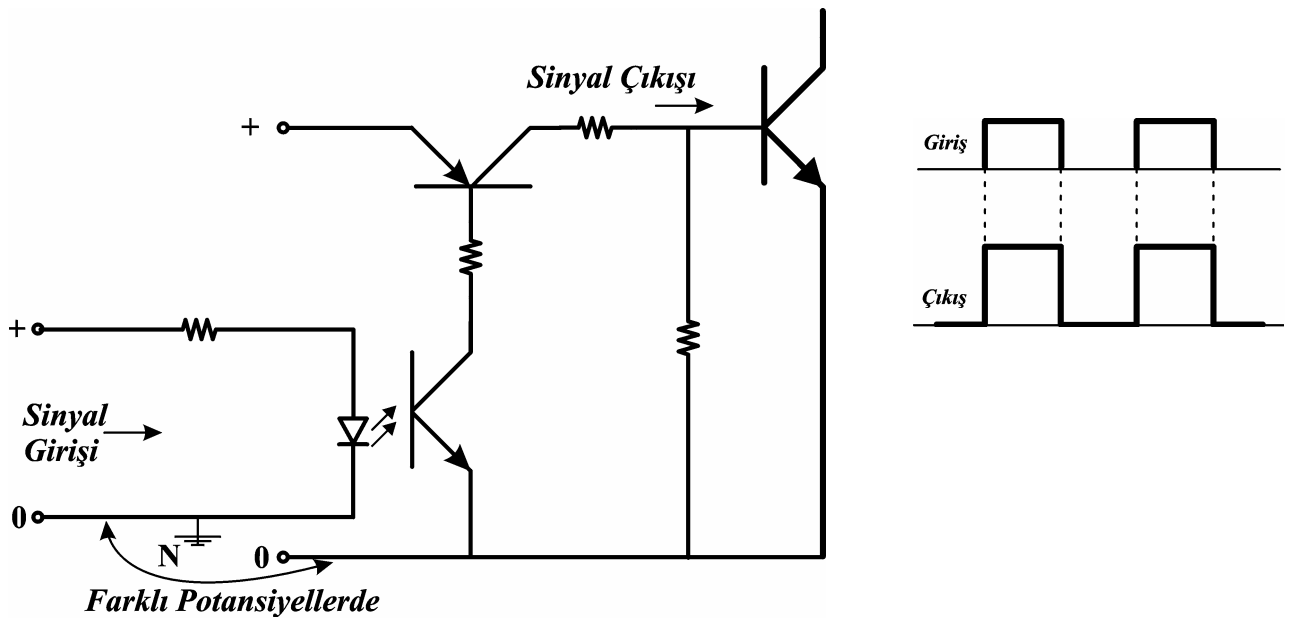 Sinyal Çıkışı
+
Giriş
Çıkış
+
Sinyal
Girişi
0
N
0
Farklı Potansiyellerde